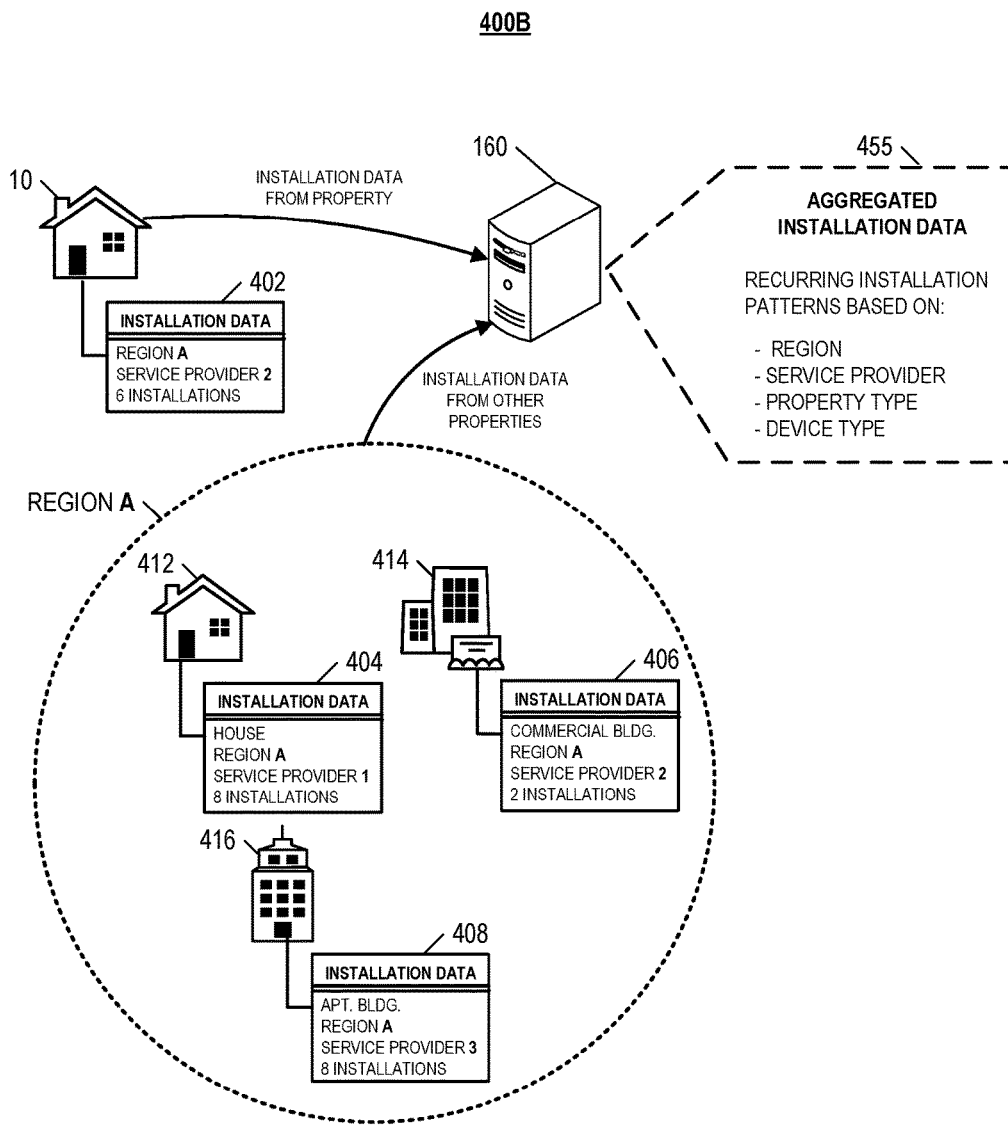 400B
10
INSTALLATION DATA
FROM PROPERTY
160
455
AGGREGATED
INSTALLATION DATA
RECURRING INSTALLATION
PATTERNS BASED ON:
- REGION
- SERVICE PROVIDER
- PROPERTY TYPE
- DEVICE TYPE
402
INSTALLATION DATA
REGION A
SERVICE PROVIDER 2
6 INSTALLATIONS
INSTALLATION DATA
FROM OTHER
PROPERTIES
REGION A
412
404
INSTALLATION DATA
HOUSE
REGION A
SERVICE PROVIDER 1
8 INSTALLATIONS
414
406
INSTALLATION DATA
COMMERCIAL BLDG.
REGION A
SERVICE PROVIDER 2
2 INSTALLATIONS
416
408
INSTALLATION DATA
APT. BLDG.
REGION A
SERVICE PROVIDER 3
8 INSTALLATIONS